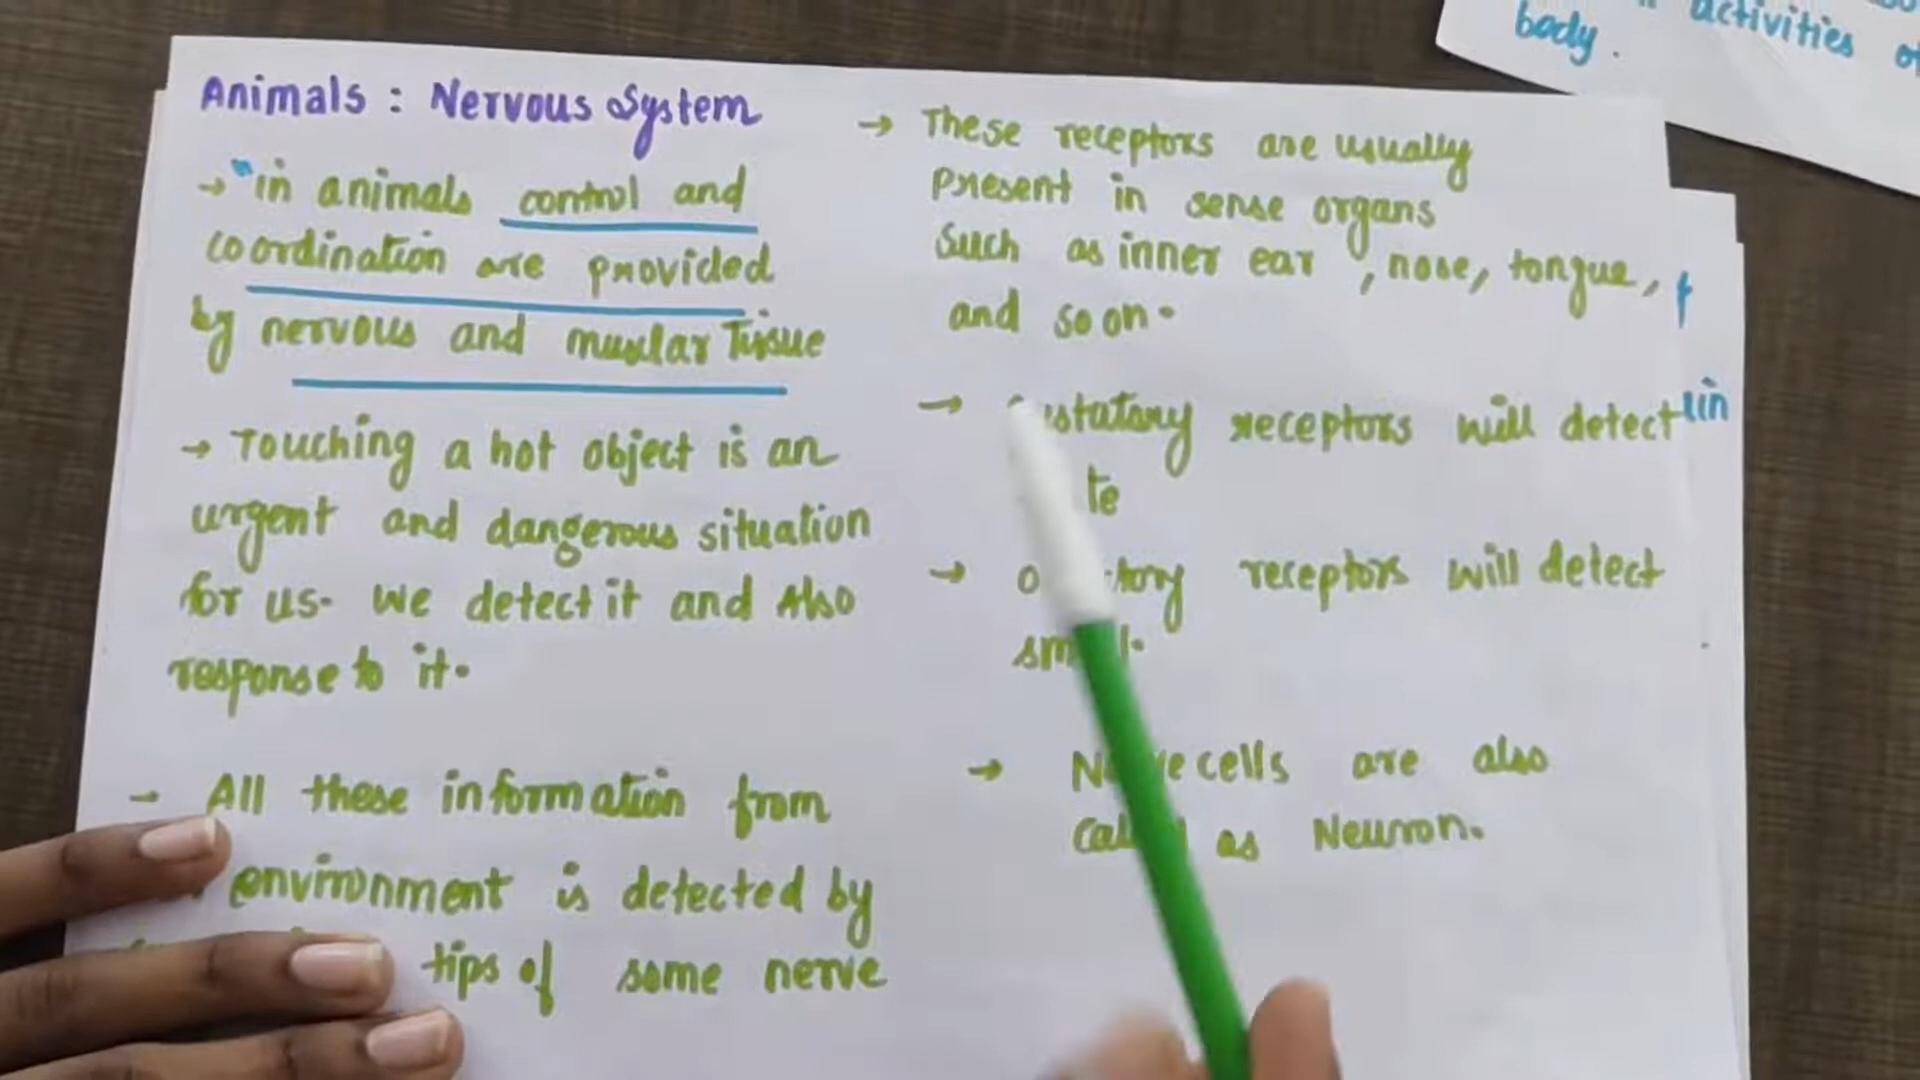 Animals : Nervous System
→ in animals control and
coordination are provided
by nervous and muslar Tissue
→ Touching a hot object is an
urgent and dangerous situation
for us. we detect it and Also
response to it.
→ All these information from
environment is detected by
tips of some nerve
→ These receptors are usually
present in sense organs
Such as inner ear , nose, tongue,
and so on.
→ receptors will detect
→ receptors will detect
→ cells are also
as Neuron.
activities of
body .